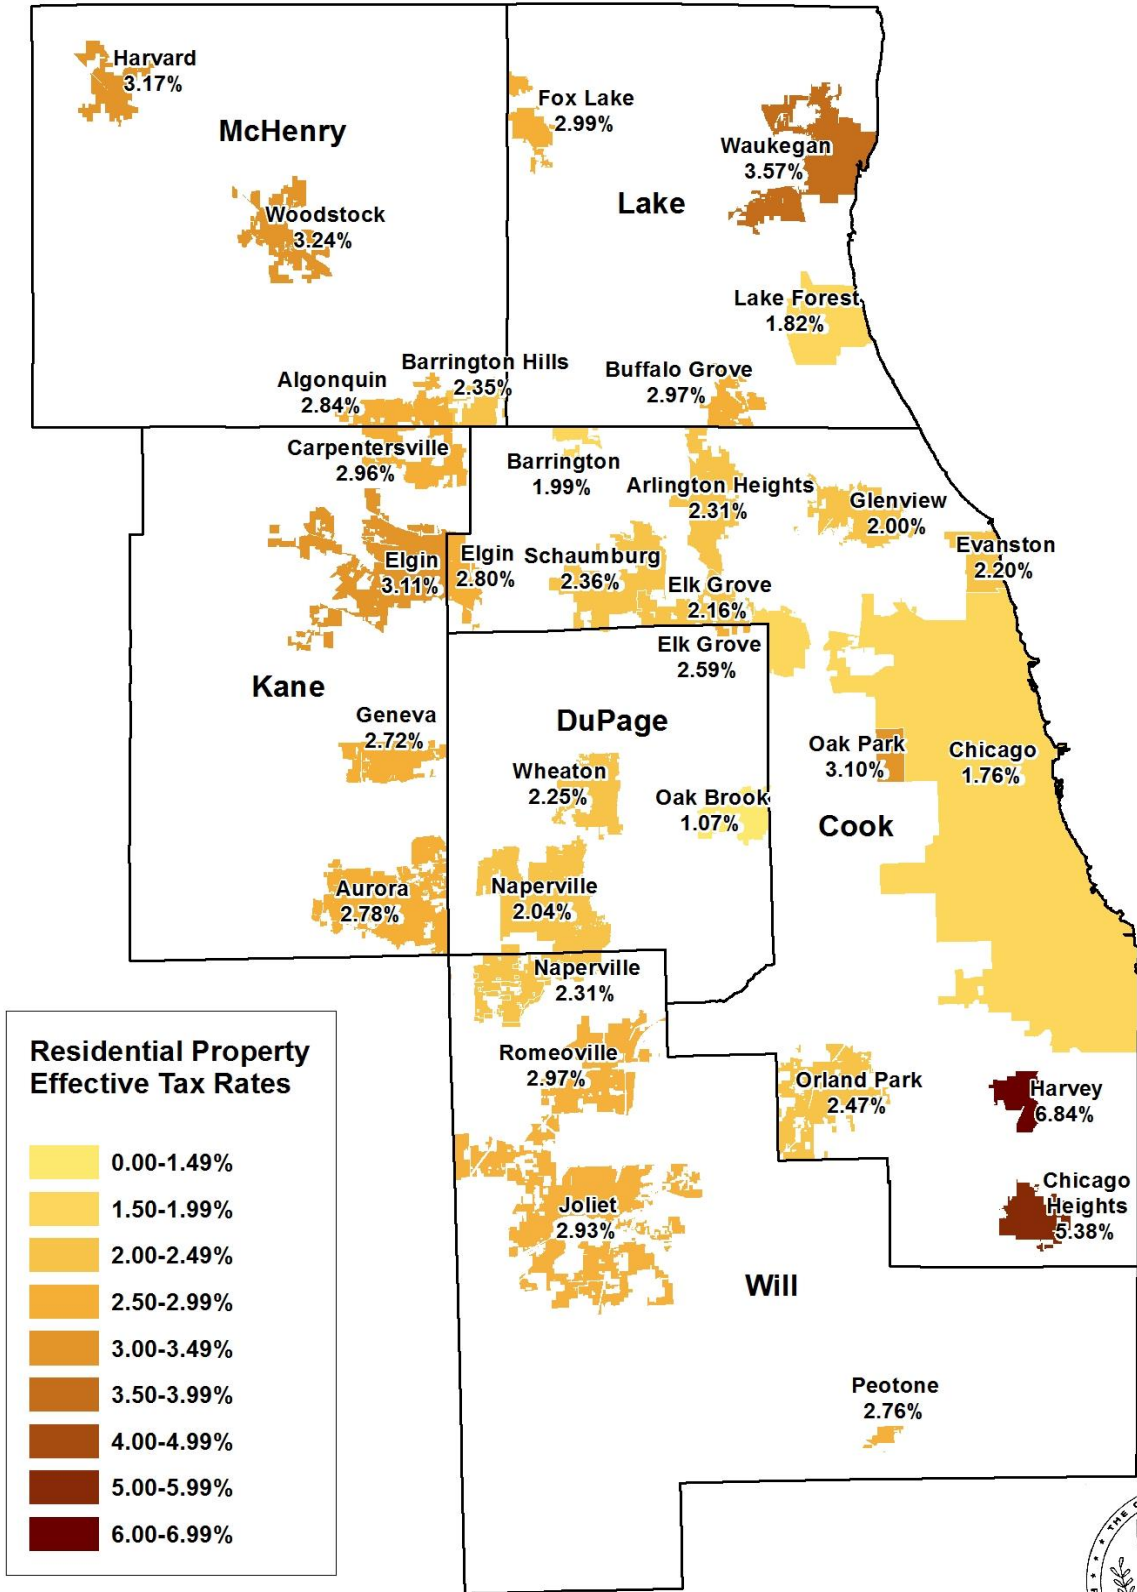 Harvard
3.17%
McHenry
Fox Lake
2.99%
Waukegan
3.57%
Lake
Woodstock
3.24%
Lake Forest
1.82%
Barrington Hills
2.35%
Algonquin
2.84%
Buffalo Grove
2.97%
Carpentersville
2.96%
Barrington
1.99%
Arlington Heights
2.31%
Glenview
2.00%
Evanston
2.20%
Elgin
3.11%
Elgin
2.80%
Schaumburg
2.36%
Elk Grove
2.16%
Elk Grove
2.59%
Kane
Geneva
2.72%
DuPage
Wheaton
2.25%
Oak Brook
1.07%
Oak Park
3.10%
Chicago
1.76%
Cook
Aurora
2.78%
Naperville
2.04%
Naperville
2.31%
Romeoville
2.97%
Orland Park
2.47%
Harvey
6.84%
Chicago
Heights
5.38%
Joliet
2.93%
Will
Peotone
2.76%
Residential Property
Effective Tax Rates
0.00-1.49%
1.50-1.99%
2.00-2.49%
2.50-2.99%
3.00-3.49%
3.50-3.99%
4.00-4.99%
5.00-5.99%
6.00-6.99%
THE